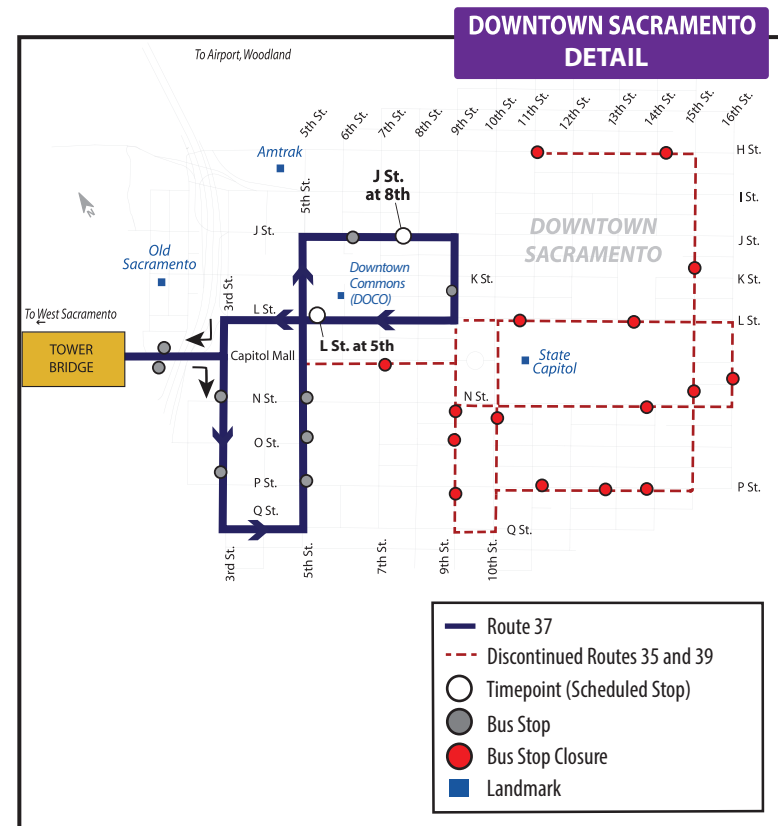 DOWNTOWN SACRAMENTO
DETAIL
To Airport, Woodland
5th St.
6th St.
7th St.
8th St.
9th St.
10th St.
11th St.
12th St.
13th St.
14th St.
15th St.
16th St.
Amtrak
H St.
J St.
at 8th
5th St.
I St.
J St.
DOWNTOWN
SACRAMENTO
J St.
N
Old
Sacramento
Downtown
Commons
(DOCO)
K St.
K St.
3rd St.
To West Sacramento
L St.
L St.
TOWER
BRIDGE
Capitol Mall
L St. at 5th
State
Capitol
N St.
N St.
O St.
P St.
P St.
Q St.
Q St.
3rd St.
5th St.
7th St.
9th St.
10th St.
Route 37
Discontinued Routes 35 and 39
Timepoint (Scheduled Stop)
Bus Stop
Bus Stop Closure
Landmark